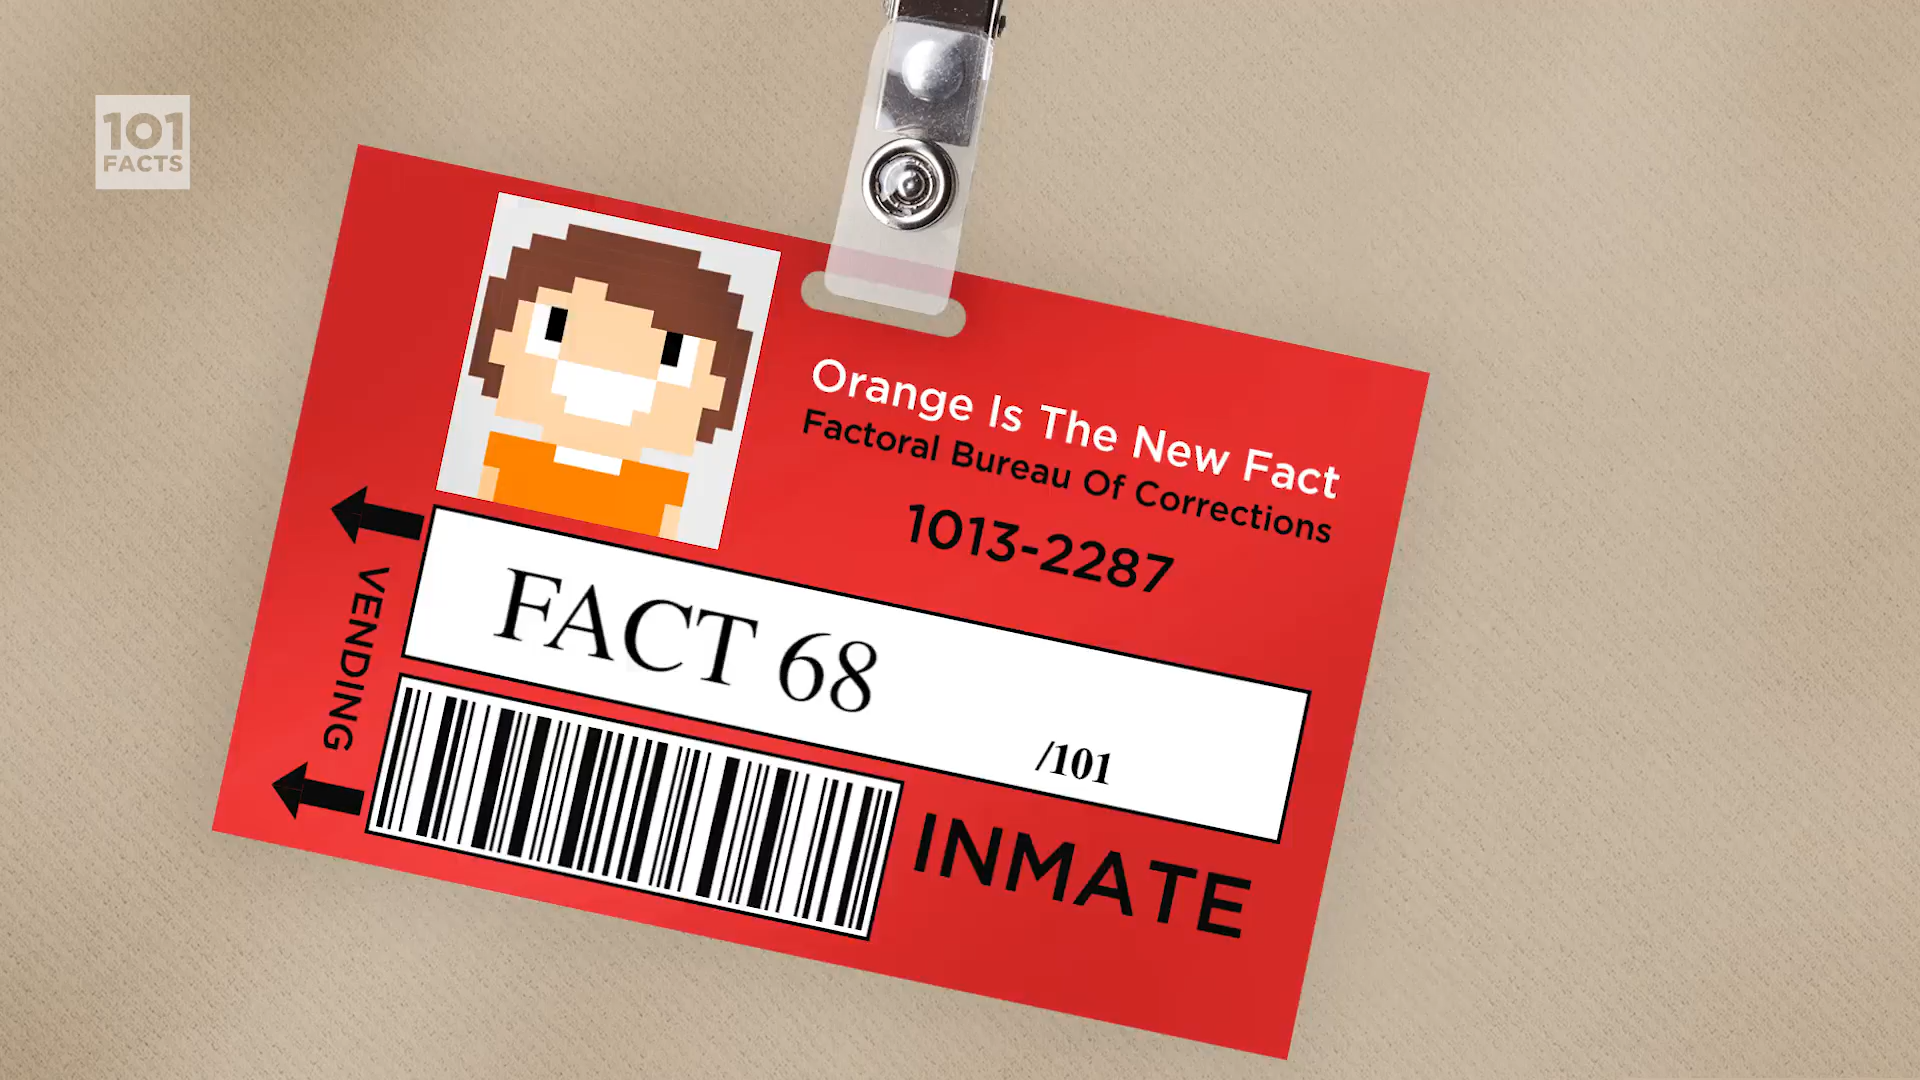 101
FACTS
Orange Is The New Fact
Factoral Bureau Of Corrections
1013-2287
VENDING
FACT 68
/101
INMATE